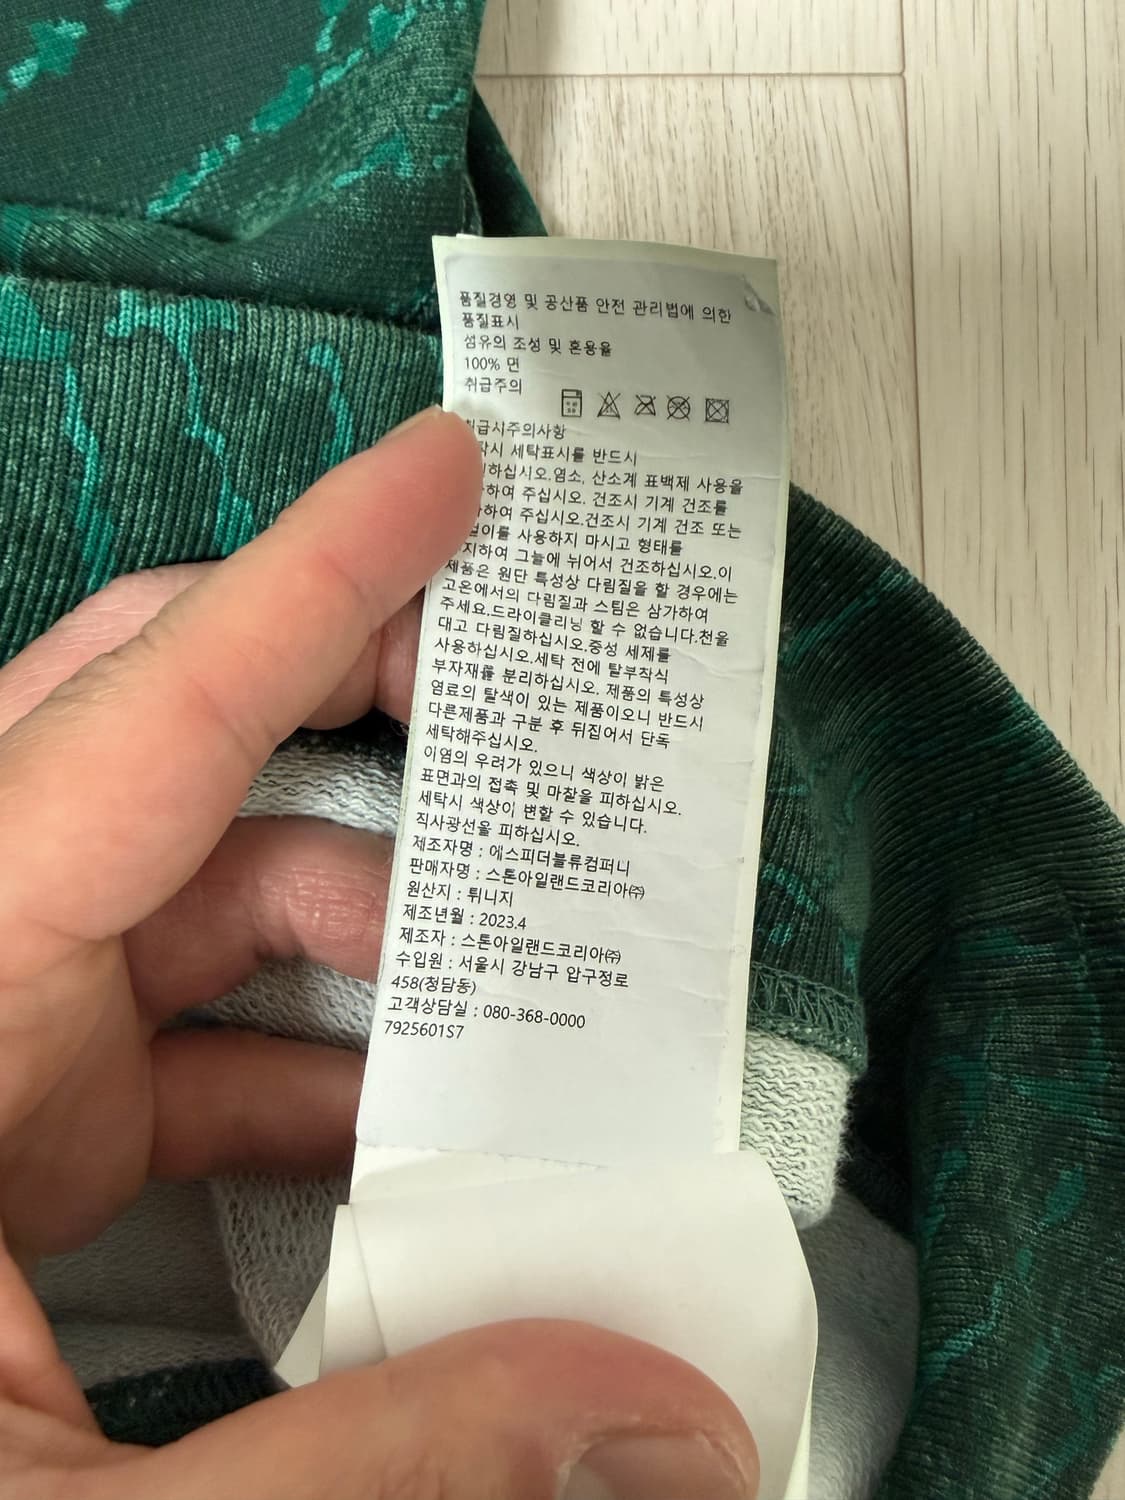 품질경영 및 공산품 안전 관리법에 의한
품질표시
섬유의 조성 및 혼용율
100% 면
취급주의
취급시주의사항
시 세탁표시를 반드시
하십시오.염소, 산소계 표백제 사용을
하여 주십시오. 건조시 기계 건조를
하여 주십시오.건조시 기계 건조 또는
를 사용하지 마시고 형태를
하여 그늘에 뉘어서 건조하십시오.이
제품은 원단 특성상 다림질을 할 경우에는
고온에서의 다림질과 스팀은 삼가하여
주세요.드라이클리닝 할 수 없습니다.천을
대고 다림질하십시오.중성 세제를
사용하십시오.세탁 전에 탈부착식
부자재를 분리하십시오. 제품의 특성상
염료의 탈색이 있는 제품이오니 반드시
다른제품과 구분 후 뒤집어서 단독
세탁해주십시오.
이염의 우려가 있으니 색상이 밝은
표면과의 접촉 및 마찰을 피하십시오.
세탁시 색상이 변할 수 있습니다.
직사광선을 피하십시오.
제조자명 : 에스피더블류컴퍼니
판매자명 : 스톤아일랜드코리아㈜
원산지 : 튀니지
제조년월 : 2023.4
제조자 : 스톤아일랜드코리아㈜
수입원 : 서울시 강남구 압구정로
458(청담동)
고객상담실 : 080-368-0000
7925601S7